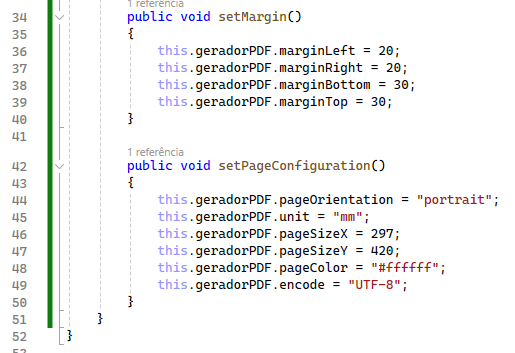 1 referência
34 public void setMargin()
35 {
36 this.geradorPDF.marginLeft = 20;
37 this.geradorPDF.marginRight = 20;
38 this.geradorPDF.marginBottom = 30;
39 this.geradorPDF.marginTop = 30;
40 }
41
1 referência
42 public void setPageConfiguration()
43 {
44 this.geradorPDF.pageOrientation = "portrait";
45 this.geradorPDF.unit = "mm";
46 this.geradorPDF.pageSizeX = 297;
47 this.geradorPDF.pageSizeY = 420;
48 this.geradorPDF.pageColor = "#ffffff";
49 this.geradorPDF.encode = "UTF-8";
50 }
51 }
52 }
53